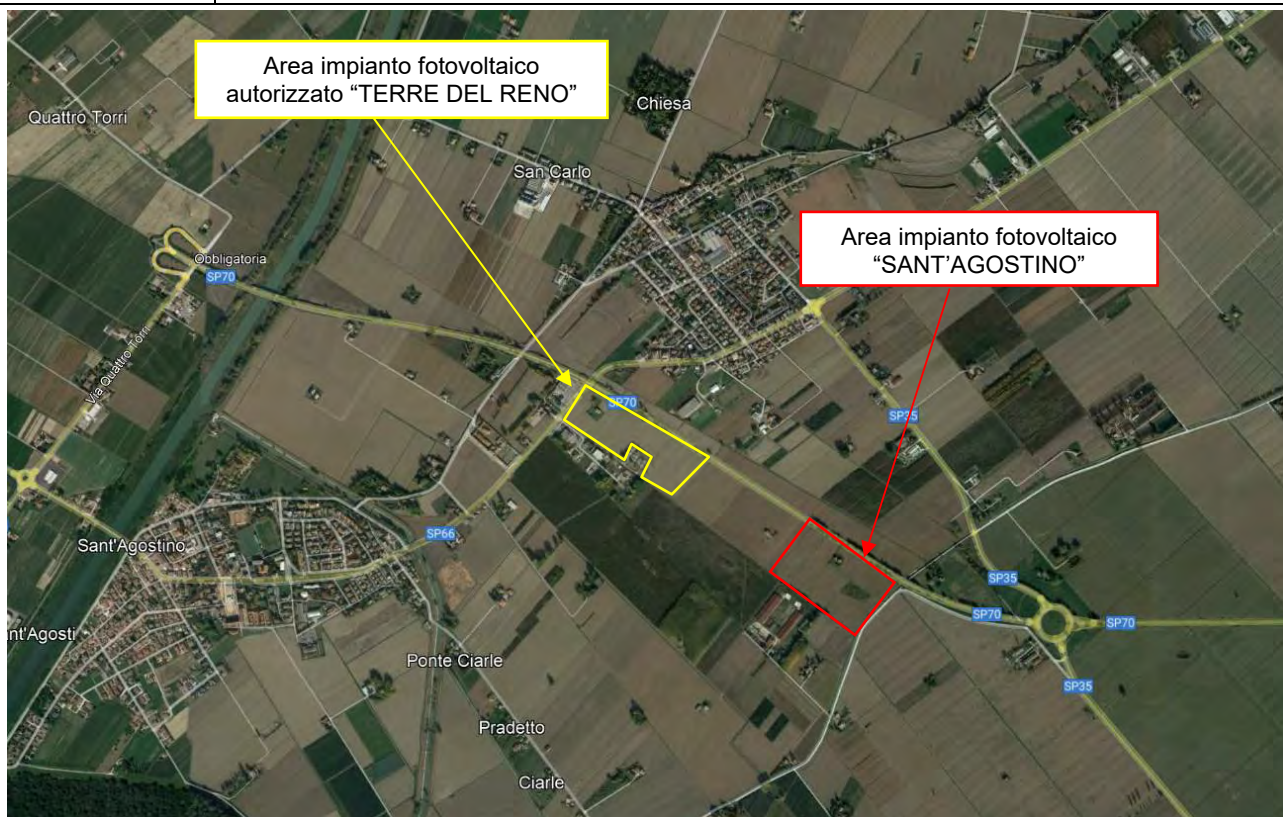 Area impianto fotovoltaico
autorizzato “TERRE DEL RENO”
Chiesa
Quattro Torri
San Carlo
Area impianto fotovoltaico
“SANT’AGOSTINO”
Obbligatoria
SP70
Via Quattro Torri
SP70
SP35
SP66
Sant'Agostino
SP35
SP70
SP70
nt'Agosti
Ponte Ciarle
SP35
Pradetto
Ciarle